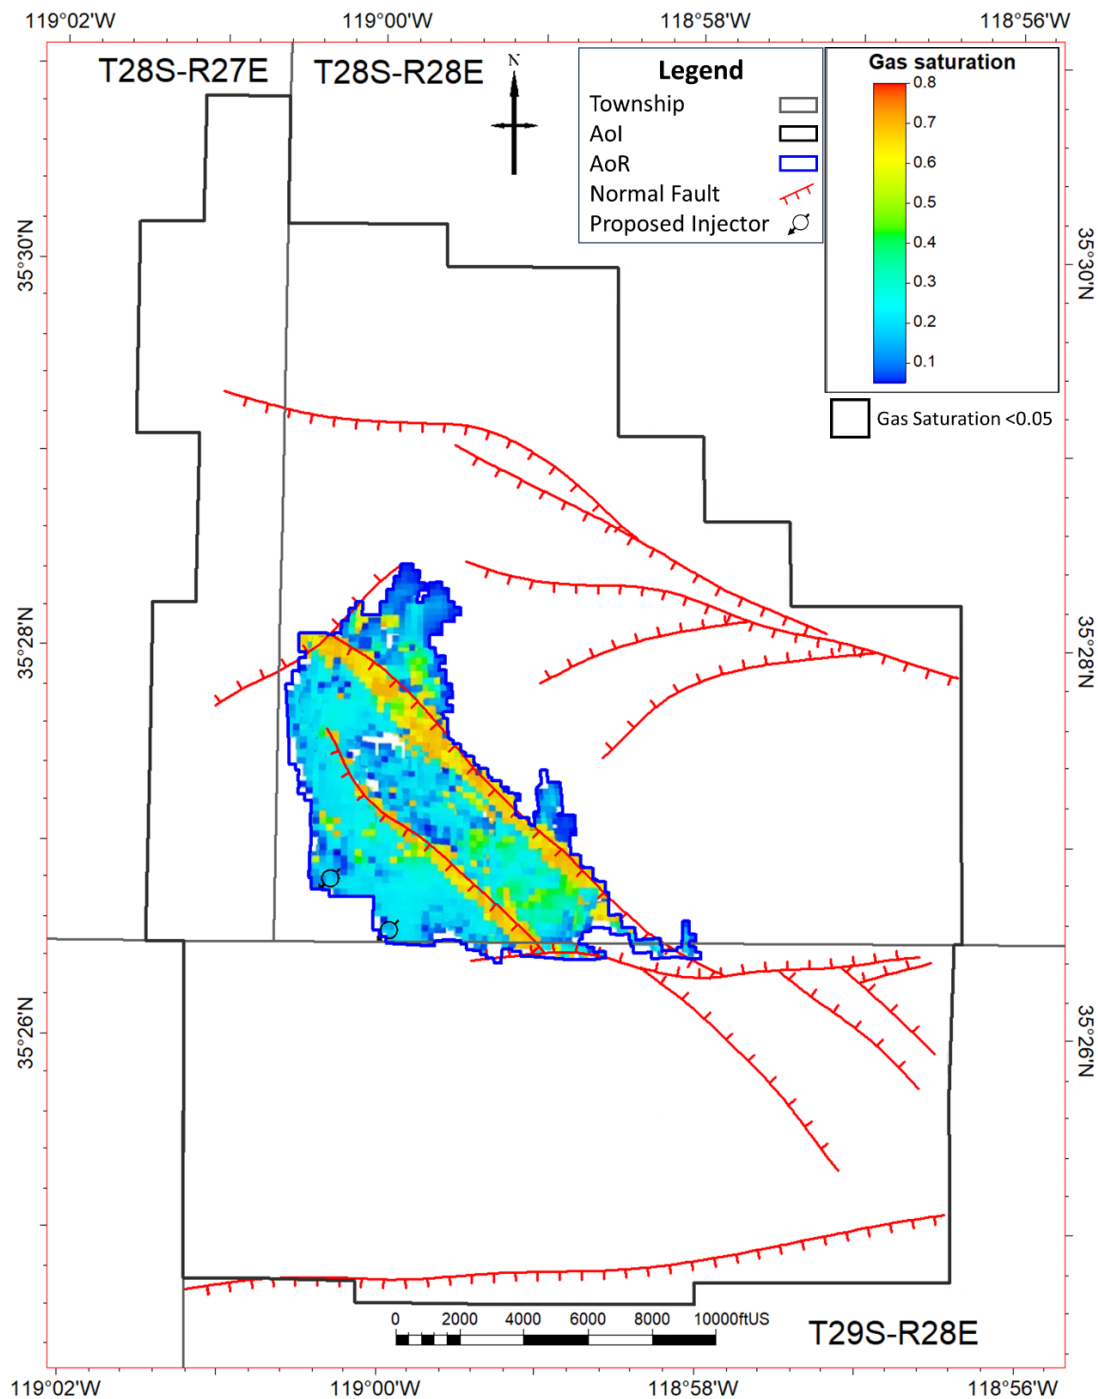 119°02'W 119°00'W 118°58'W 118°56'W
T28S-R27E T28S-R28E
N
Legend
Township
AoI
AoR
Normal Fault
Proposed Injector
Gas saturation
0.8
0.7
0.6
0.5
0.4
0.3
0.2
0.1
Gas Saturation <0.05
35°30'N 35°30'N
35°28'N 35°28'N
35°26'N 35°26'N
0 2000 4000 6000 8000 10000ftUS
T29S-R28E
119°02'W 119°00'W 118°58'W 118°56'W